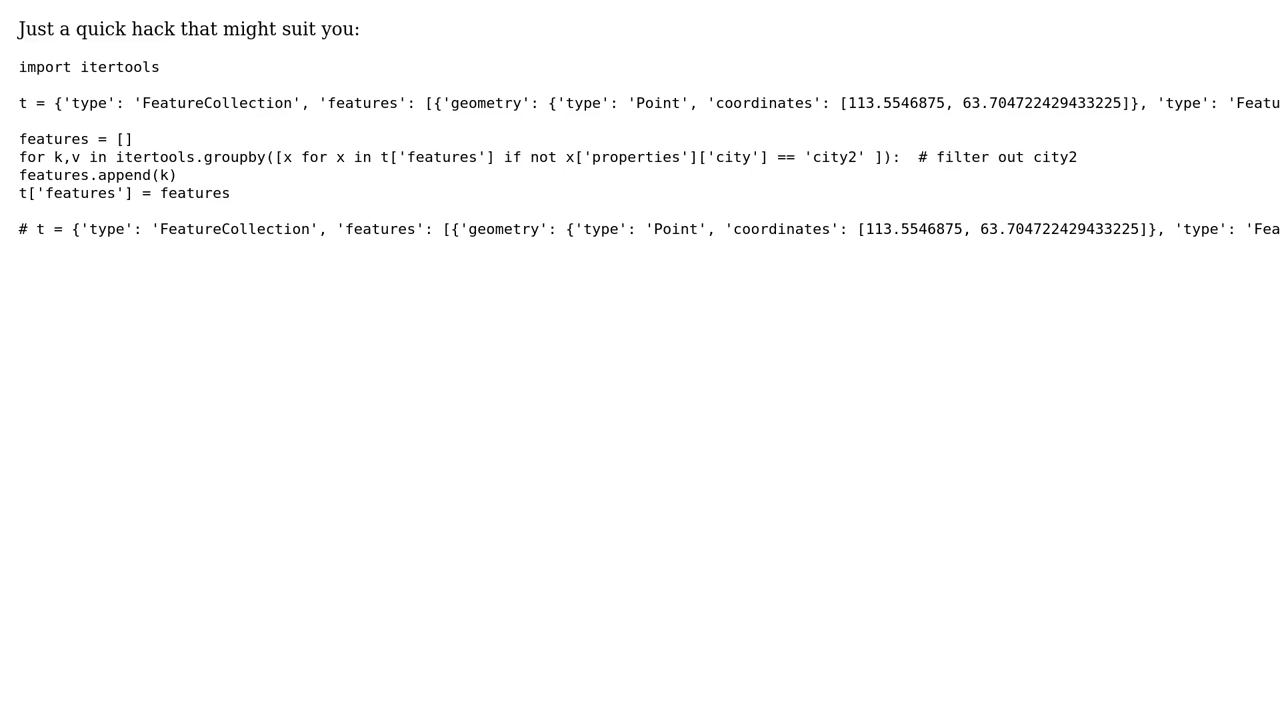 Just a quick hack that might suit you:
import itertools
t = {'type': 'FeatureCollection', 'features': [{'geometry': {'type': 'Point', 'coordinates': [113.5546875, 63.704722429433225]}, 'type': 'Featu
features = []
for k,v in itertools.groupby([x for x in t['features'] if not x['properties']['city'] == 'city2' ]):  # filter out city2
features.append(k)
t['features'] = features
# t = {'type': 'FeatureCollection', 'features': [{'geometry': {'type': 'Point', 'coordinates': [113.5546875, 63.704722429433225]}, 'type': 'Fea